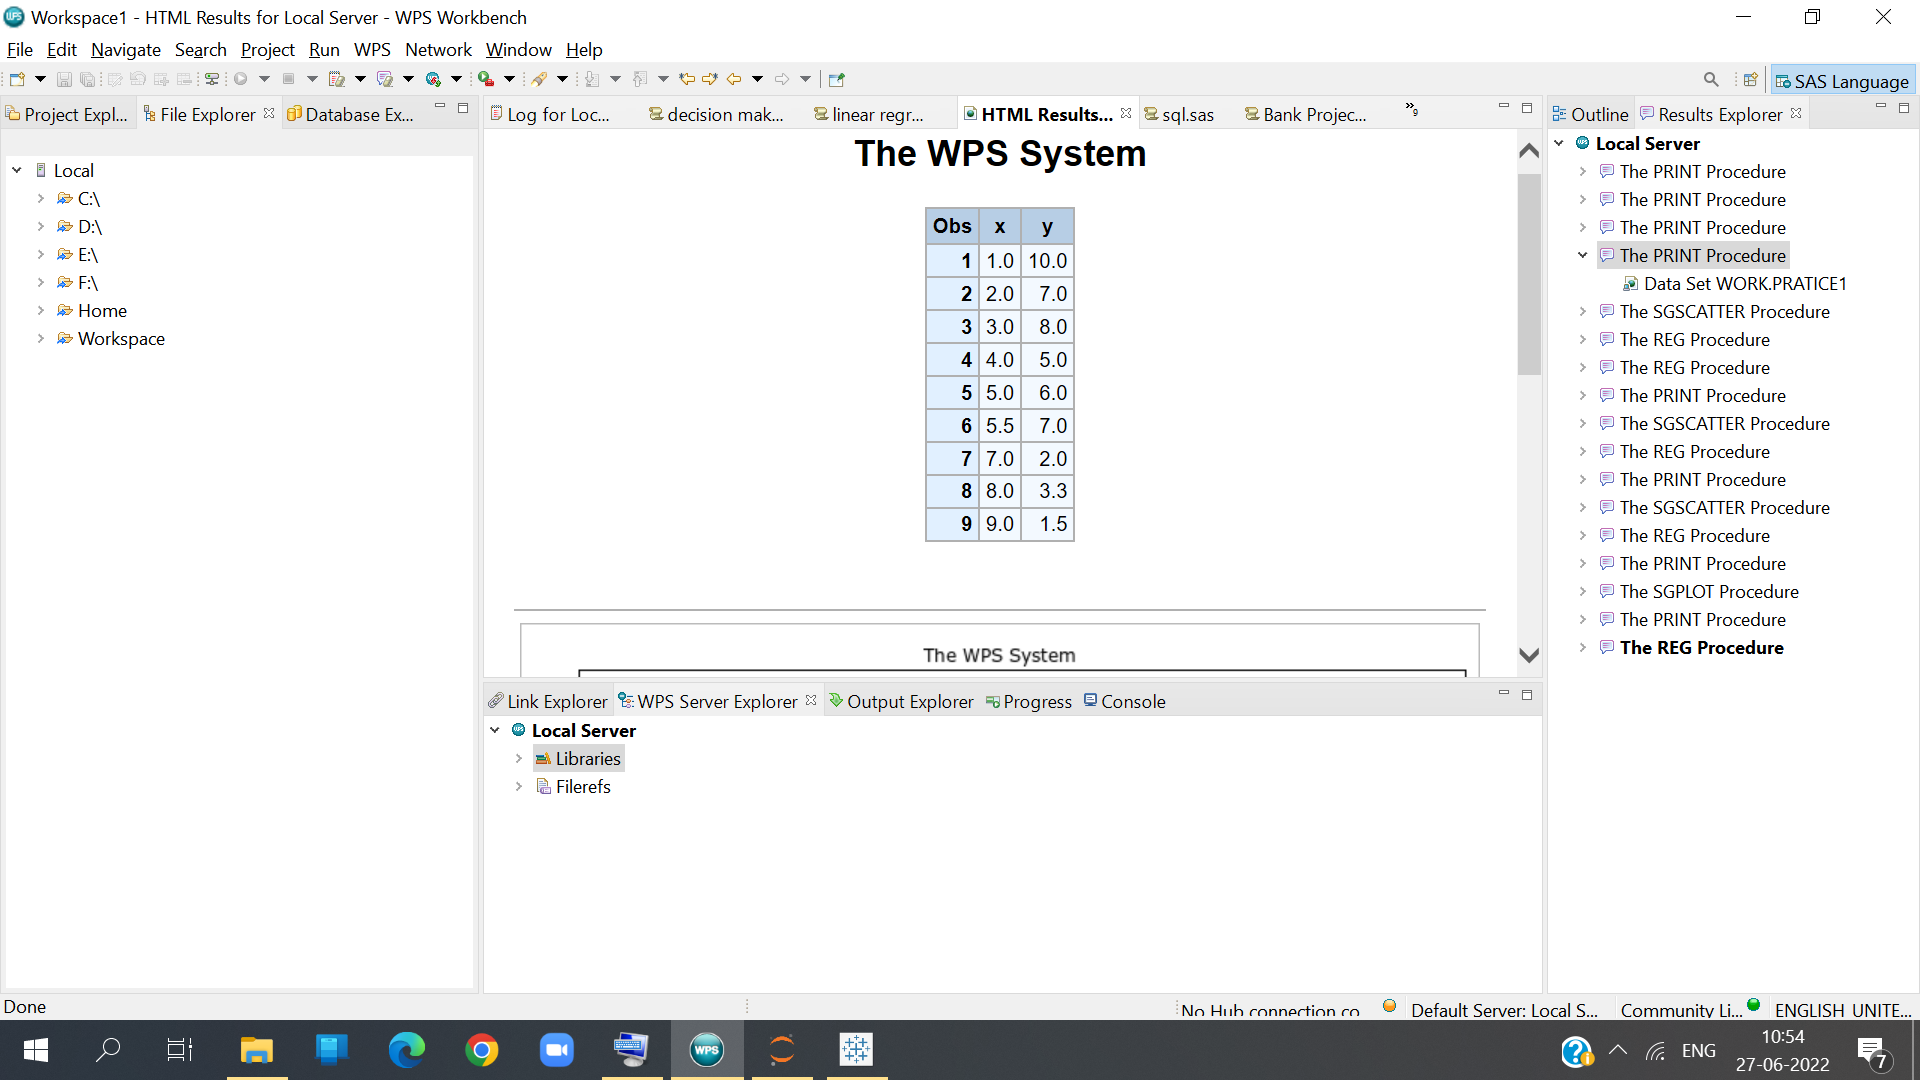 Workspace1 - HTML Results for Local Server - WPS Workbench
File Edit Navigate Search Project Run WPS Network Window Help
SAS Language
Project Expl...
File Explorer
Database Ex...
Local
C:\
D:\
E:\
F:\
Home
Workspace
Log for Loc...
decision mak...
linear regr...
HTML Results...
sql.sas
Bank Projec...
»9
The WPS System
Obs x y
1 1.0 10.0
2 2.0 7.0
3 3.0 8.0
4 4.0 5.0
5 5.0 6.0
6 5.5 7.0
7 7.0 2.0
8 8.0 3.3
9 9.0 1.5
The WPS System
Link Explorer
WPS Server Explorer
Output Explorer
Progress
Console
Local Server
Libraries
Filerefs
Outline
Results Explorer
Local Server
The PRINT Procedure
The PRINT Procedure
The PRINT Procedure
The PRINT Procedure
Data Set WORK.PRATICE1
The SGSCATTER Procedure
The REG Procedure
The REG Procedure
The PRINT Procedure
The SGSCATTER Procedure
The REG Procedure
The PRINT Procedure
The SGSCATTER Procedure
The REG Procedure
The PRINT Procedure
The SGPLOT Procedure
The PRINT Procedure
The REG Procedure
Done
No Hub connection co
Default Server: Local S...
Community Li...
ENGLISH_UNITE...
WPS
ENG
10:54
27-06-2022
7